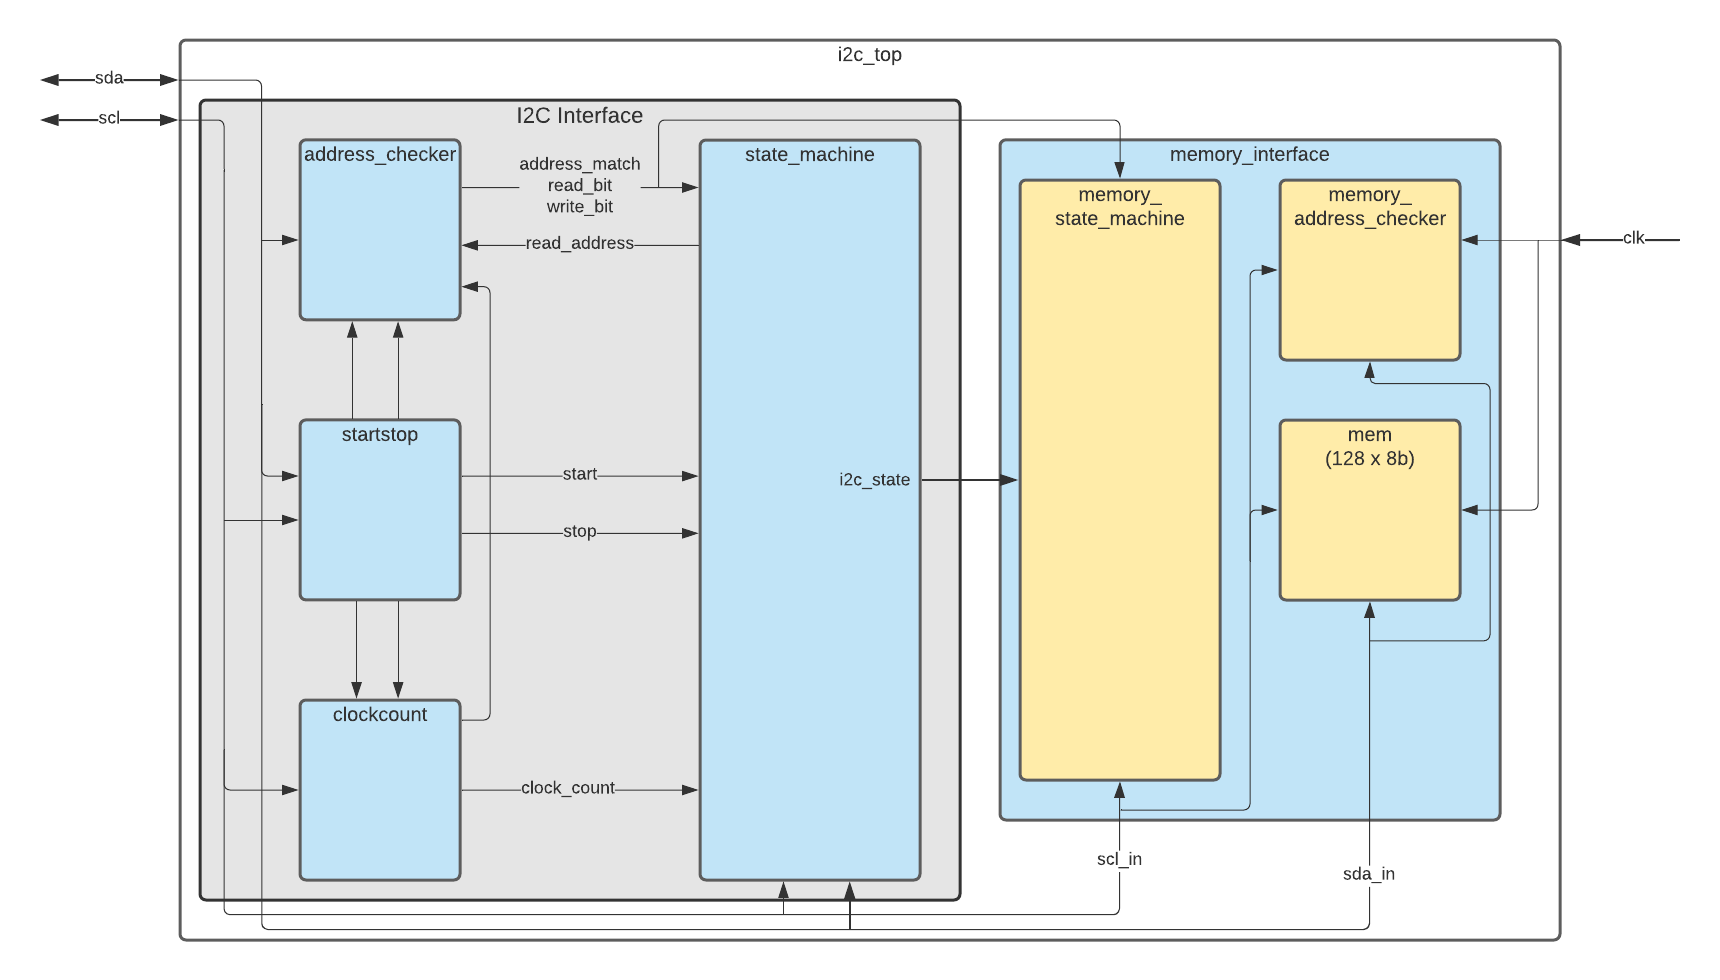 i2c_top
sda
scl
I2C Interface
address_checker
address_match
read_bit
write_bit
read_address
state_machine
memory_interface
memory_
state_machine
memory_
address_checker
clk
startstop
start
stop
i2c_state
mem
(128 x 8b)
clockcount
clock_count
scl_in
sda_in